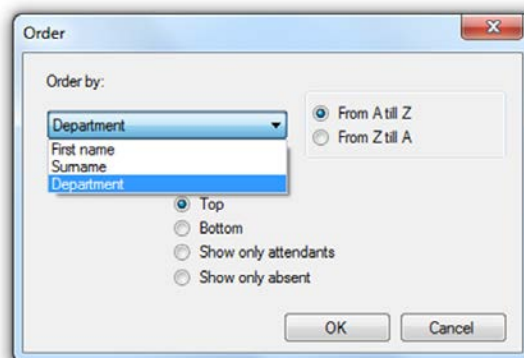 Order
Order by:
Department
From A till Z
From Z till A
First name
Surname
Department
Top
Bottom
Show only attendants
Show only absent
OK
Cancel